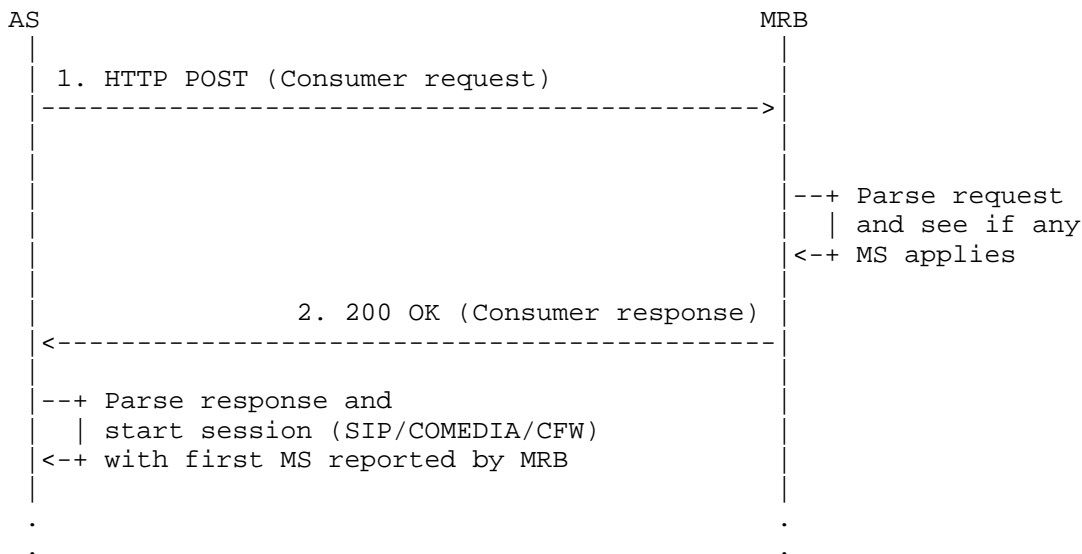 AS MRB
1. HTTP POST (Consumer request)
--+ Parse request
| and see if any
<-+ MS applies
2. 200 OK (Consumer response)
--+ Parse response and
| start session (SIP/COMEDIA/CFW)
<-+ with first MS reported by MRB